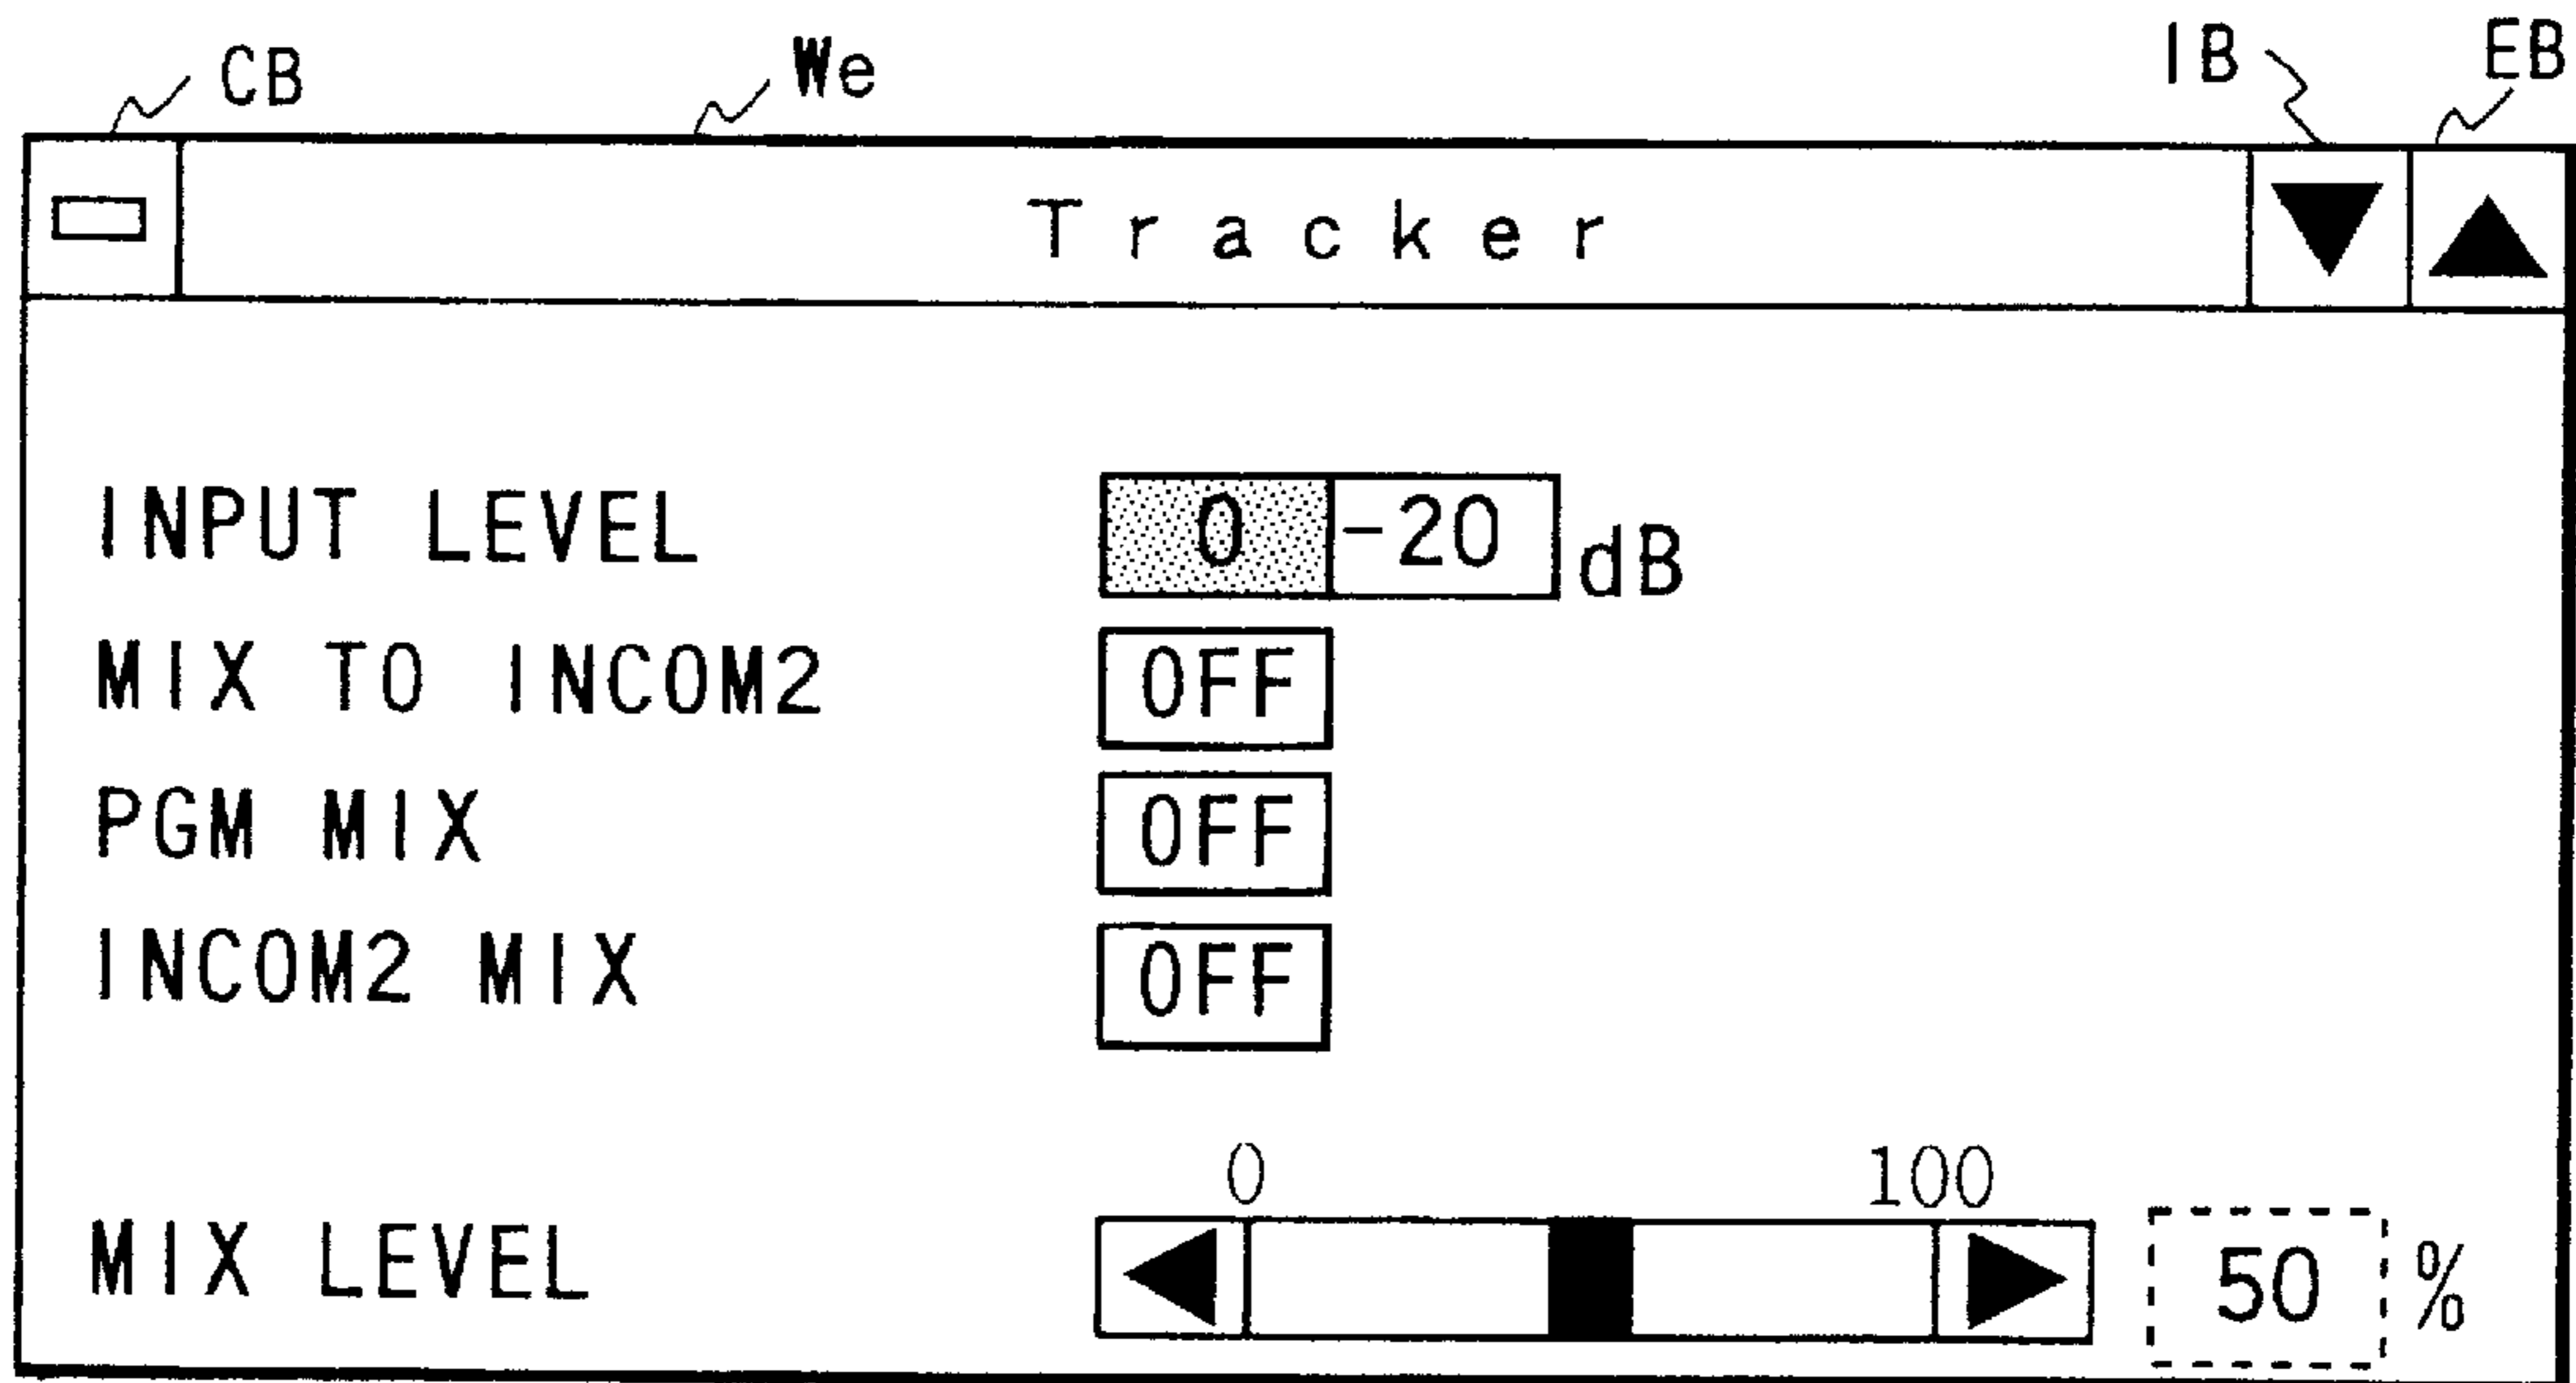 CB We IB EB
Tracker
INPUT LEVEL 0 -20 dB
MIX TO INCOM2 OFF
PGM MIX OFF
INCOM2 MIX OFF
0 100
MIX LEVEL 50 %